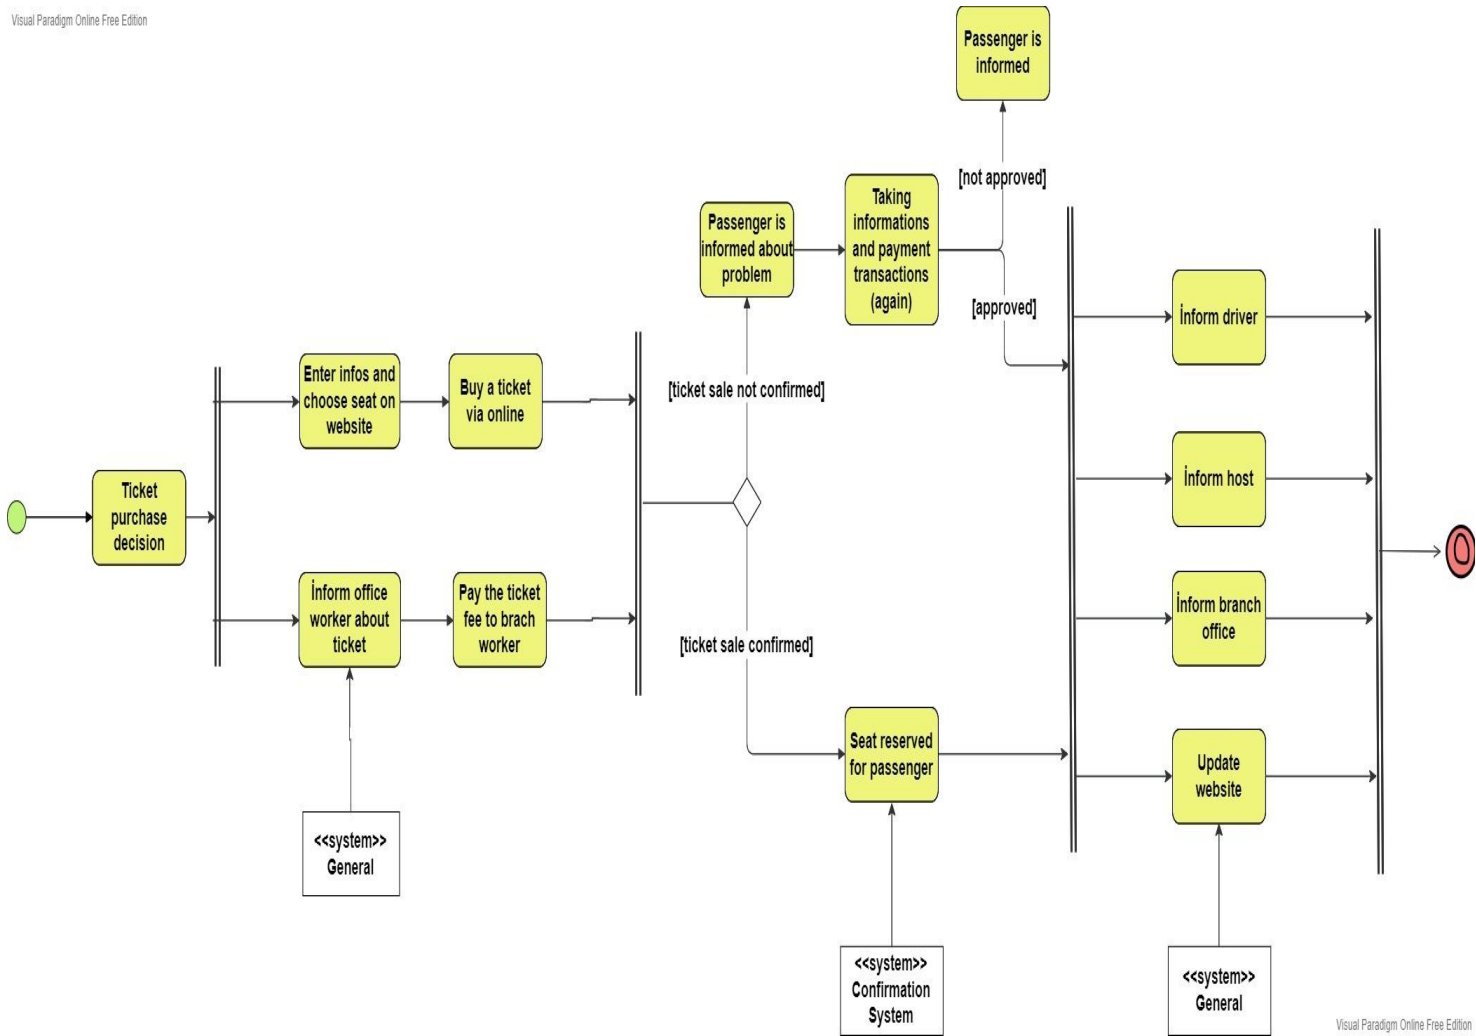 Visual Paradigm Online Free Edition
Passenger is
informed
[not approved]
Taking
informations
and payment
transactions
(again)
Passenger is
informed about
problem
[approved]
İnform driver
Enter infos and
choose seat on
website
Buy a ticket
via online
[ticket sale not confirmed]
İnform host
Ticket
purchase
decision
İnform office
worker about
ticket
Pay the ticket
fee to brach
worker
İnform branch
office
[ticket sale confirmed]
Seat reserved
for passenger
Update
website
<<system>>
General
<<system>>
Confirmation
System
<<system>>
General
Visual Paradigm Online Free Edition